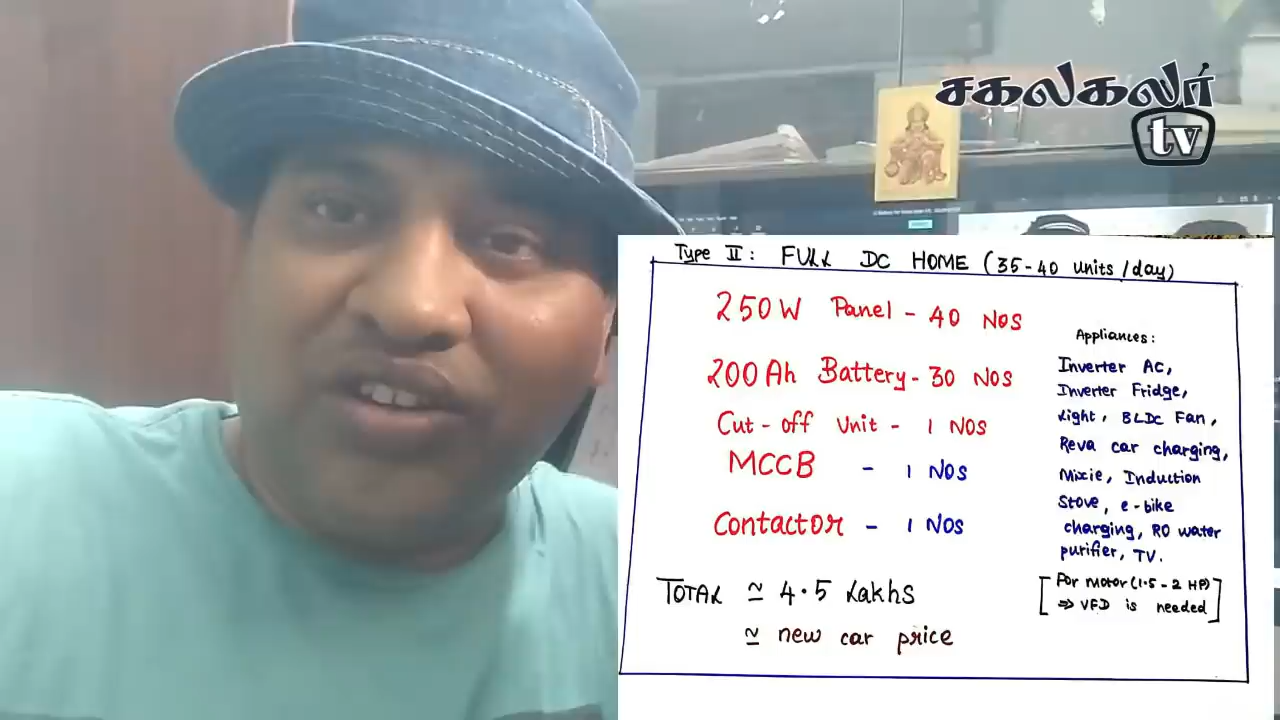 சகலகலர்
tv
Type II: FULL DC HOME (35-40 units/day)
250W Panel - 40 NOS
200Ah Battery - 30 NOS
Cut-off unit - 1 NOS
MCCB - 1 NOS
Contactor - 1 NOS
TOTAL ≃ 4.5 Lakhs
≃ new car price
Appliances:
Inverter AC,
Inverter Fridge,
Light, BLDC Fan,
Reva car charging,
Mixie, Induction
Stove, e-bike
charging, RO water
purifier, TV.
[For Motor (1.5-2 HP)
⇒ VFD is needed]